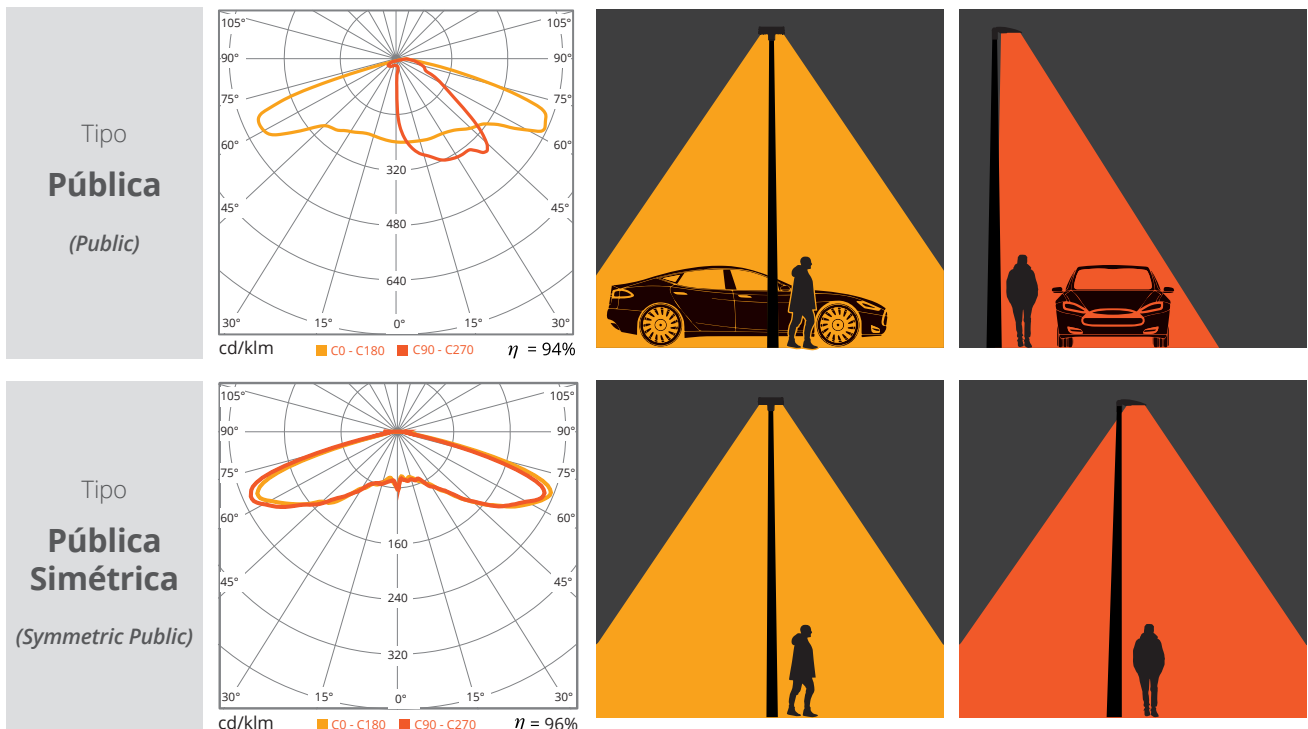 Tipo
Pública
(Public)
105° 105°
90° 90°
75° 75°
60° 60°
320
45° 45°
480
640
30° 15° 0° 15° 30°
cd/klm C0 - C180 C90 - C270 η = 94%
Tipo
Pública
Simétrica
(Symmetric Public)
105° 105°
90° 90°
75° 75°
60° 60°
160
45° 45°
240
320
30° 15° 0° 15° 30°
cd/klm C0 - C180 C90 - C270 η = 96%